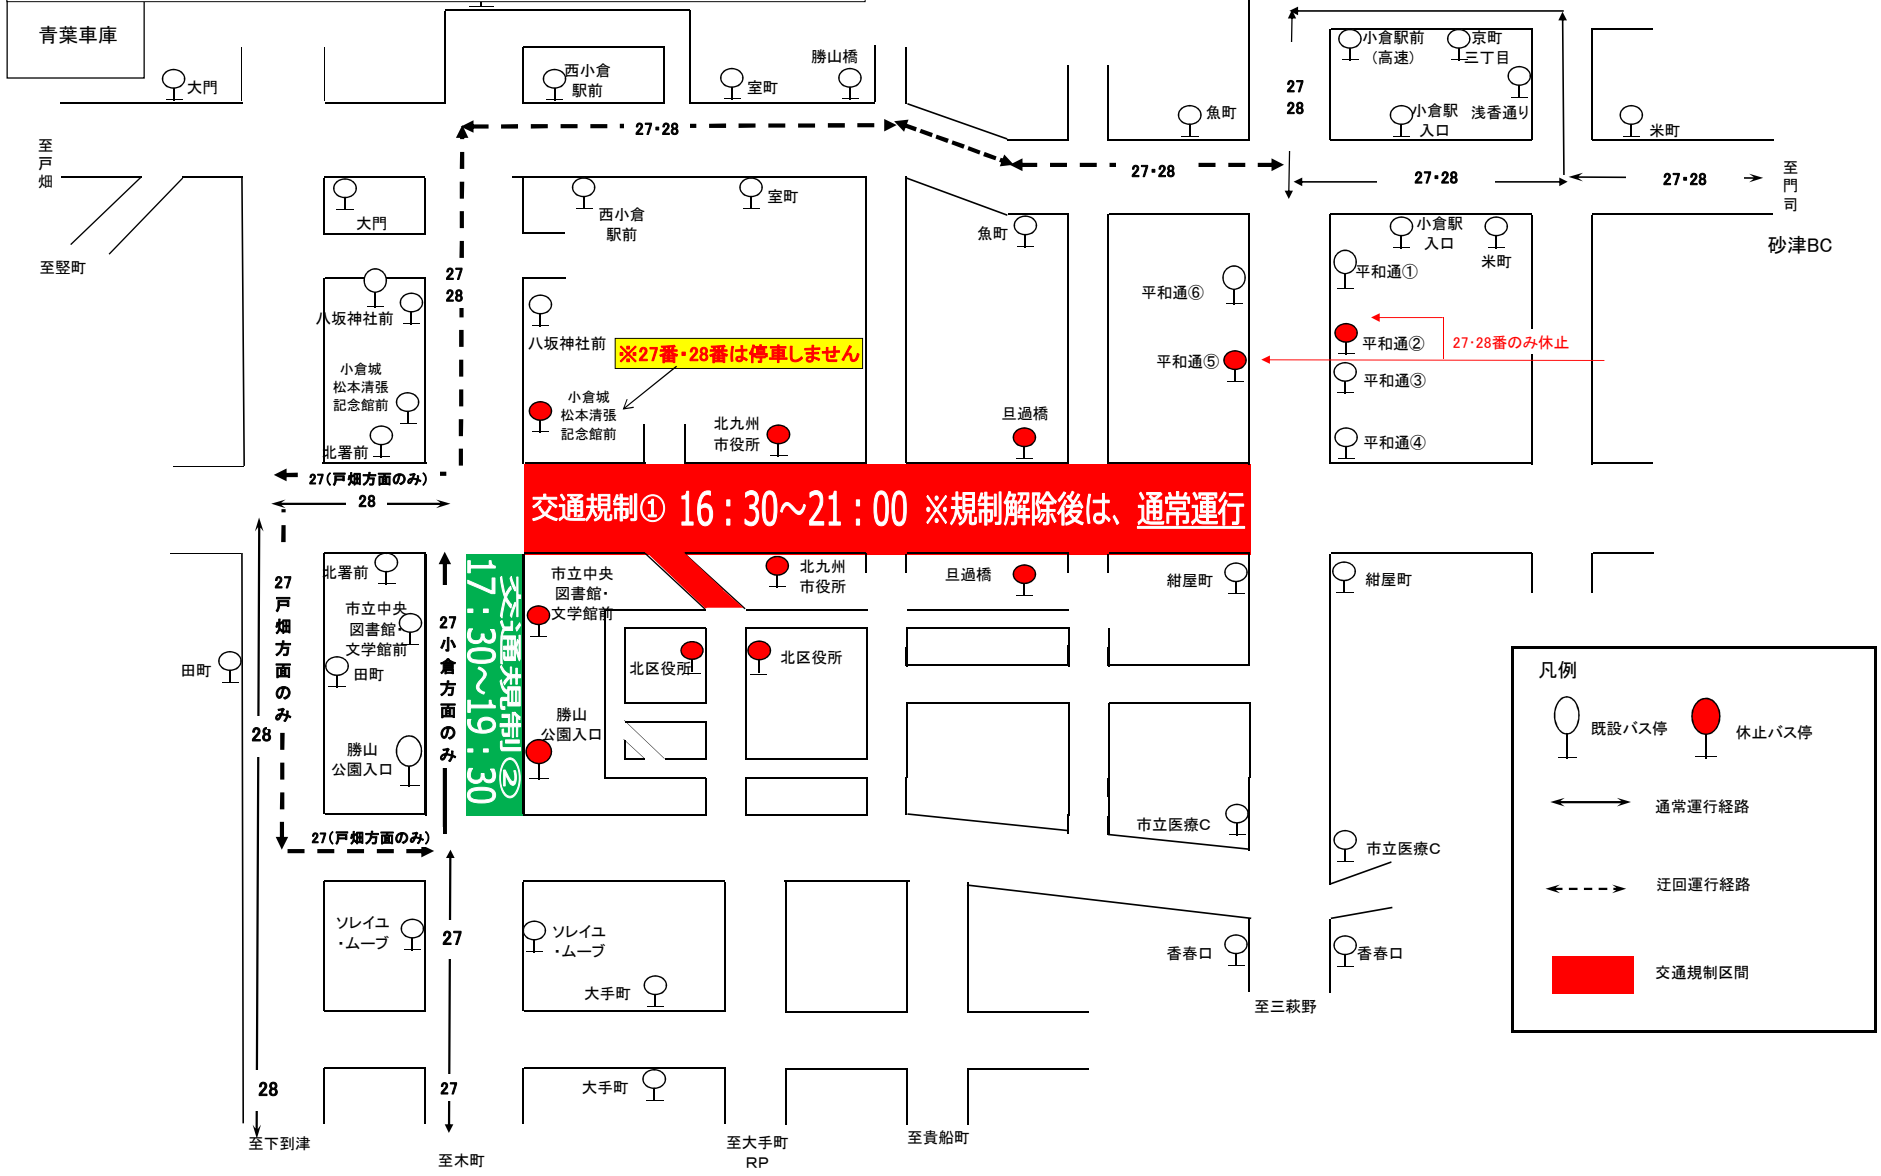 青葉車庫
大門
西小倉
駅前
室町
勝山橋
魚町
27
28
小倉駅前
(高速)
京町
三丁目
小倉駅
入口
浅香通り
米町
27・28
27・28
27・28
27・28
至戸畑
至門司
砂津BC
至竪町
大門
西小倉
駅前
室町
魚町
小倉駅
入口
米町
27
28
八坂神社前
八坂神社前
平和通⑥
平和通①
※27番・28番は停車しません
平和通⑤
平和通②
27・28番のみ休止
平和通③
平和通④
小倉城
松本清張
記念館前
小倉城
松本清張
記念館前
北署前
北九州
市役所
旦過橋
27(戸畑方面のみ)
28
交通規制① 16:30～21:00 ※規制解除後は、通常運行
北署前
市立中央
図書館・
文学館前
田町
田町
27戸畑方面のみ
28
勝山
公園入口
27小倉方面のみ
交通規制②
17:30～19:30
市立中央
図書館・
文学館前
北九州
市役所
旦過橋
紺屋町
紺屋町
北区役所
北区役所
勝山
公園入口
27(戸畑方面のみ)
市立医療C
市立医療C
ソレイユ
・ムーブ
27
ソレイユ
・ムーブ
大手町
香春口
香春口
至三萩野
28
27
大手町
至下到津
至木町
至大手町
RP
至貴船町
凡例
既設バス停
休止バス停
通常運行経路
迂回運行経路
交通規制区間